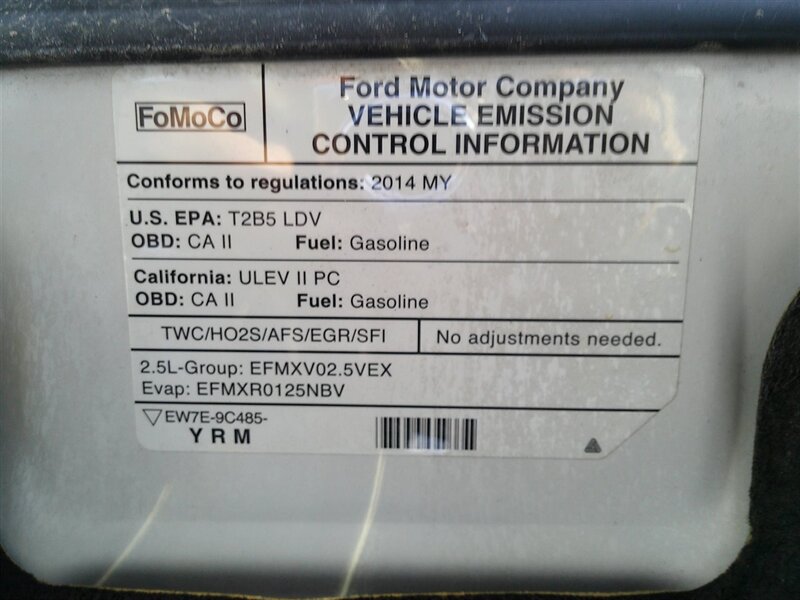 FoMoCo
Ford Motor Company
VEHICLE EMISSION
CONTROL INFORMATION
Conforms to regulations: 2014 MY
U.S. EPA: T2B5 LDV
OBD: CA II Fuel: Gasoline
California: ULEV II PC
OBD: CA II Fuel: Gasoline
TWC/HO2S/AFS/EGR/SFI
No adjustments needed.
2.5L-Group: EFMXV02.5VEX
Evap: EFMXR0125NBV
EW7E-9C485-
Y R M